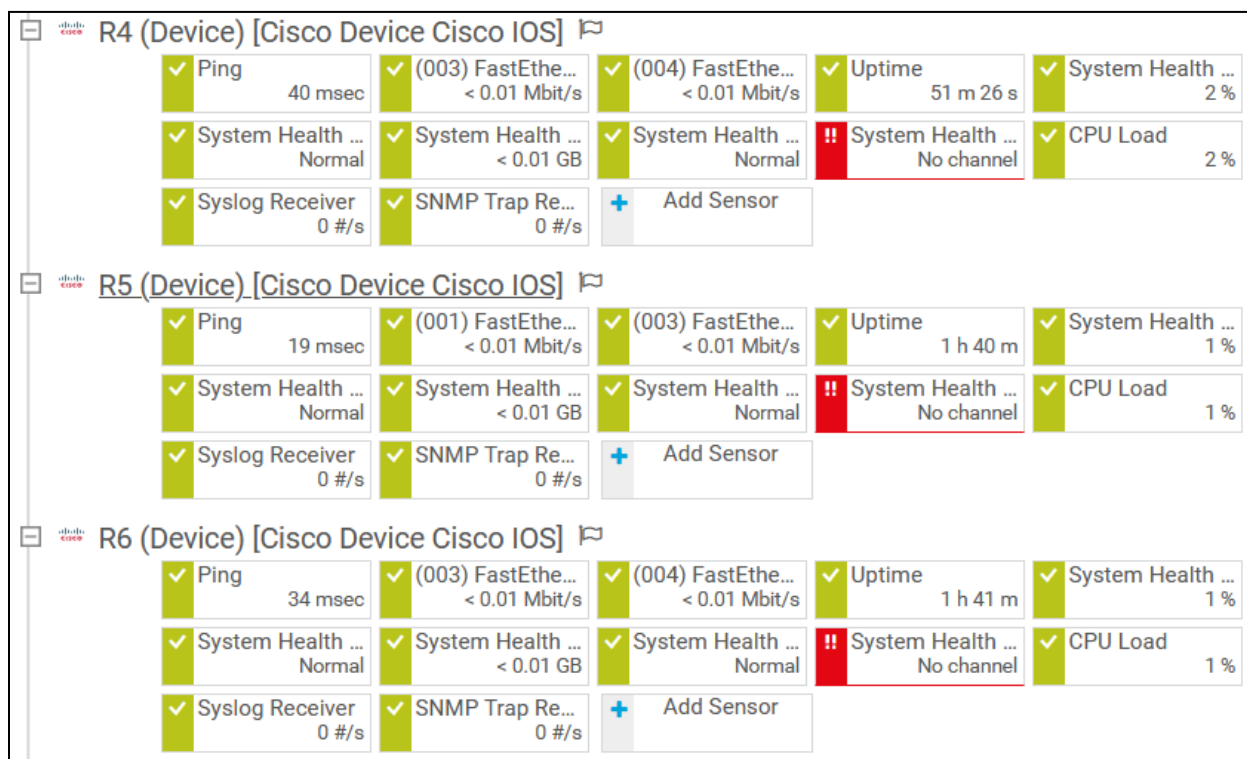 R4 (Device) [Cisco Device Cisco IOS]
Ping (003) FastEthe... (004) FastEthe... Uptime System Health ...
40 msec < 0.01 Mbit/s < 0.01 Mbit/s 51 m 26 s 2 %
System Health ... System Health ... System Health ... System Health ... CPU Load
Normal < 0.01 GB Normal No channel 2 %
Syslog Receiver SNMP Trap Re... Add Sensor
0 #/s 0 #/s
R5 (Device) [Cisco Device Cisco IOS]
Ping (001) FastEthe... (003) FastEthe... Uptime System Health ...
19 msec < 0.01 Mbit/s < 0.01 Mbit/s 1 h 40 m 1 %
System Health ... System Health ... System Health ... System Health ... CPU Load
Normal < 0.01 GB Normal No channel 1 %
Syslog Receiver SNMP Trap Re... Add Sensor
0 #/s 0 #/s
R6 (Device) [Cisco Device Cisco IOS]
Ping (003) FastEthe... (004) FastEthe... Uptime System Health ...
34 msec < 0.01 Mbit/s < 0.01 Mbit/s 1 h 41 m 1 %
System Health ... System Health ... System Health ... System Health ... CPU Load
Normal < 0.01 GB Normal No channel 1 %
Syslog Receiver SNMP Trap Re... Add Sensor
0 #/s 0 #/s